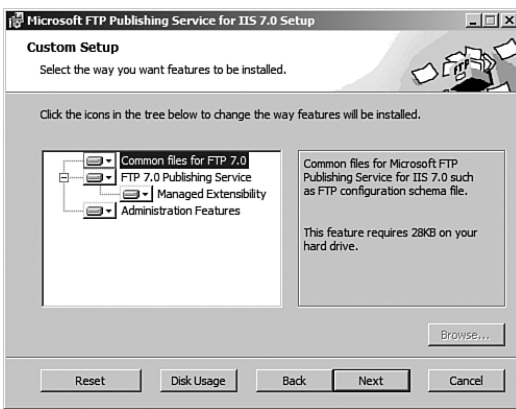 Microsoft FTP Publishing Service for IIS 7.0 Setup
Custom Setup
Select the way you want features to be installed.
FTP
Click the icons in the tree below to change the way features will be installed.
Common files for FTP 7.0
FTP 7.0 Publishing Service
Managed Extensibility
Administration Features
Common files for Microsoft FTP
Publishing Service for IIS 7.0 such
as FTP configuration schema file.
This feature requires 28KB on your
hard drive.
Browse...
Reset
Disk Usage
Back
Next
Cancel